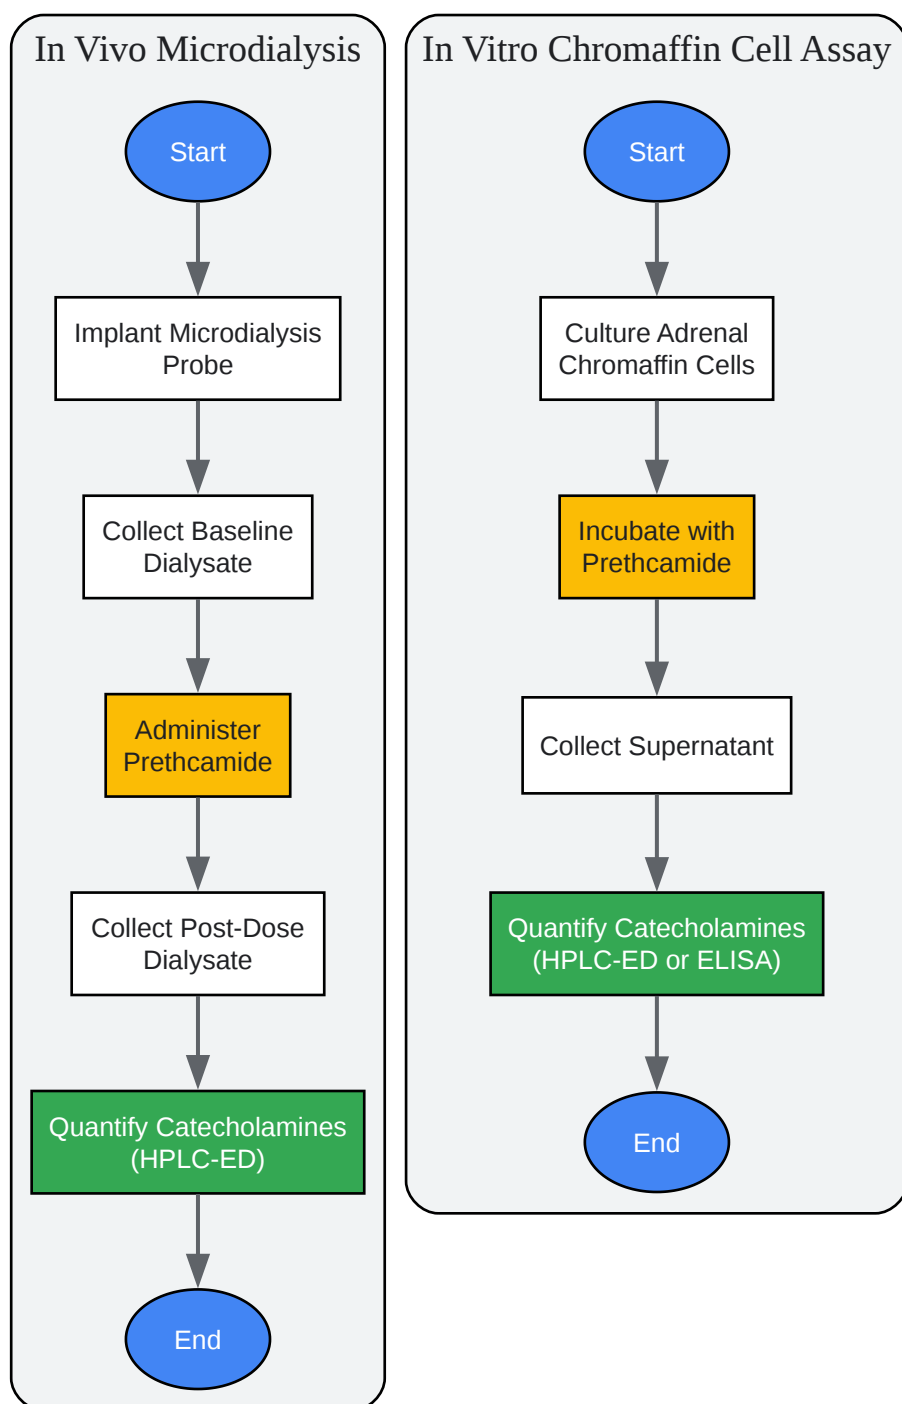 In Vivo Microdialysis
Start
Implant Microdialysis
Probe
Collect Baseline
Dialysate
Administer
Prethcamide
Collect Post-Dose
Dialysate
Quantify Catecholamines
(HPLC-ED)
End
In Vitro Chromaffin Cell Assay
Start
Culture Adrenal
Chromaffin Cells
Incubate with
Prethcamide
Collect Supernatant
Quantify Catecholamines
(HPLC-ED or ELISA)
End